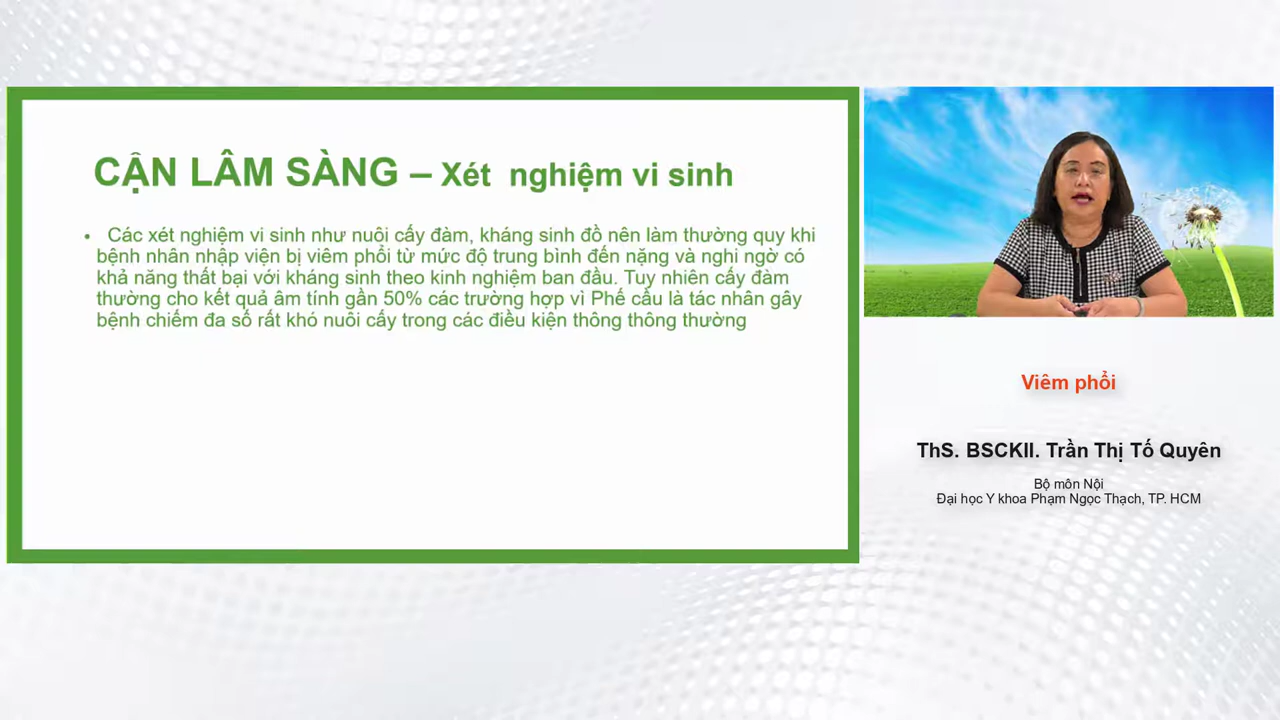 CẬN LÂM SÀNG – Xét nghiệm vi sinh
• Các xét nghiệm vi sinh như nuôi cấy đàm, kháng sinh đồ nên làm thường quy khi
bệnh nhân nhập viện bị viêm phổi từ mức độ trung bình đến nặng và nghi ngờ có
khả năng thất bại với kháng sinh theo kinh nghiệm ban đầu. Tuy nhiên cấy đàm
thường cho kết quả âm tính gần 50% các trường hợp vì Phế cầu là tác nhân gây
bệnh chiếm đa số rất khó nuôi cấy trong các điều kiện thông thông thường
Viêm phổi
ThS. BSCKII. Trần Thị Tố Quyên
Bộ môn Nội
Đại học Y khoa Phạm Ngọc Thạch, TP. HCM